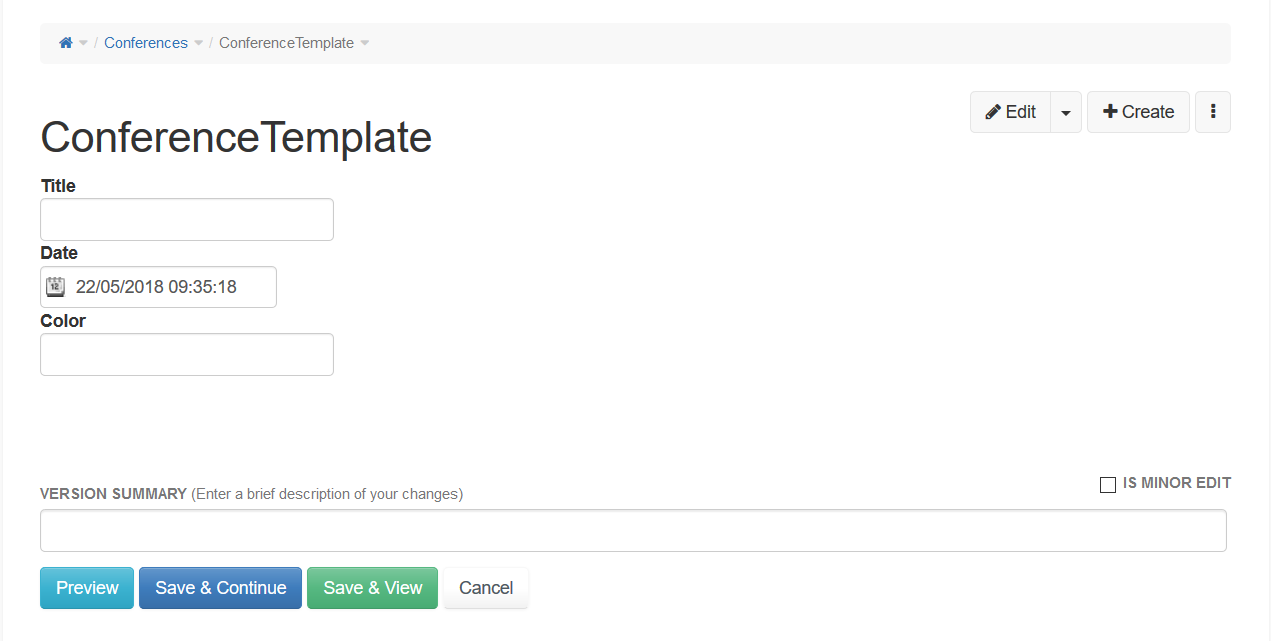 / Conferences / ConferenceTemplate
Edit Create
ConferenceTemplate
Title
Date
12 22/05/2018 09:35:18
Color
IS MINOR EDIT
VERSION SUMMARY (Enter a brief description of your changes)
Preview Save & Continue Save & View Cancel